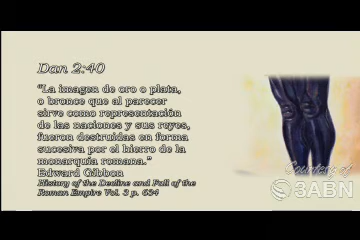 Dan 2:40
“La imagen de oro o plata,
o bronce que al parecer
sirve como representación
de las naciones y sus reyes,
fueron destruidas en forma
sucesiva por el hierro de la
monarquía romana.”
Edward Gibbon
History of the Decline and Fall of the
Roman Empire Vol. 3 p. 634
Courtesy of
3ABN